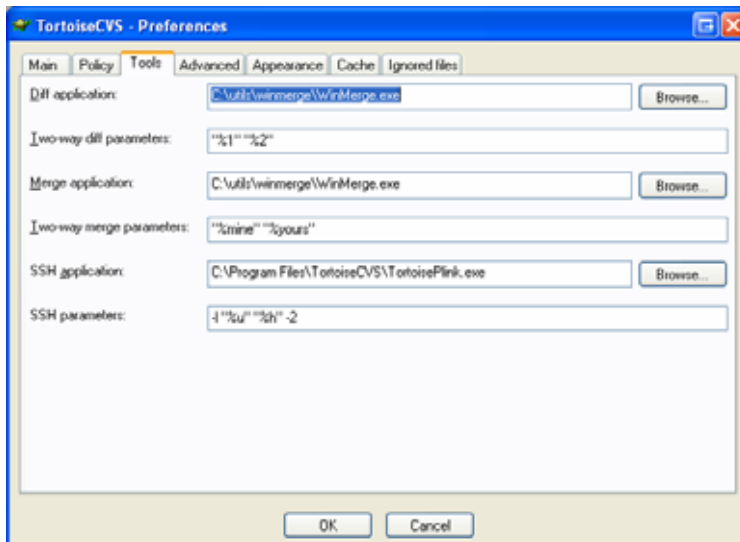 TortoiseCVS - Preferences
Main Policy Tools Advanced Appearance Cache Ignored files
Diff application: C:\utils\winmerge\WinMerge.exe Browse...
Two-way diff parameters: "%1" "%2"
Merge application: C:\utils\winmerge\WinMerge.exe Browse...
Two-way merge parameters: "%mine" "%yours"
SSH application: C:\Program Files\TortoiseCVS\TortoisePlink.exe Browse...
SSH parameters: -l "%u" "%h" -2
OK Cancel